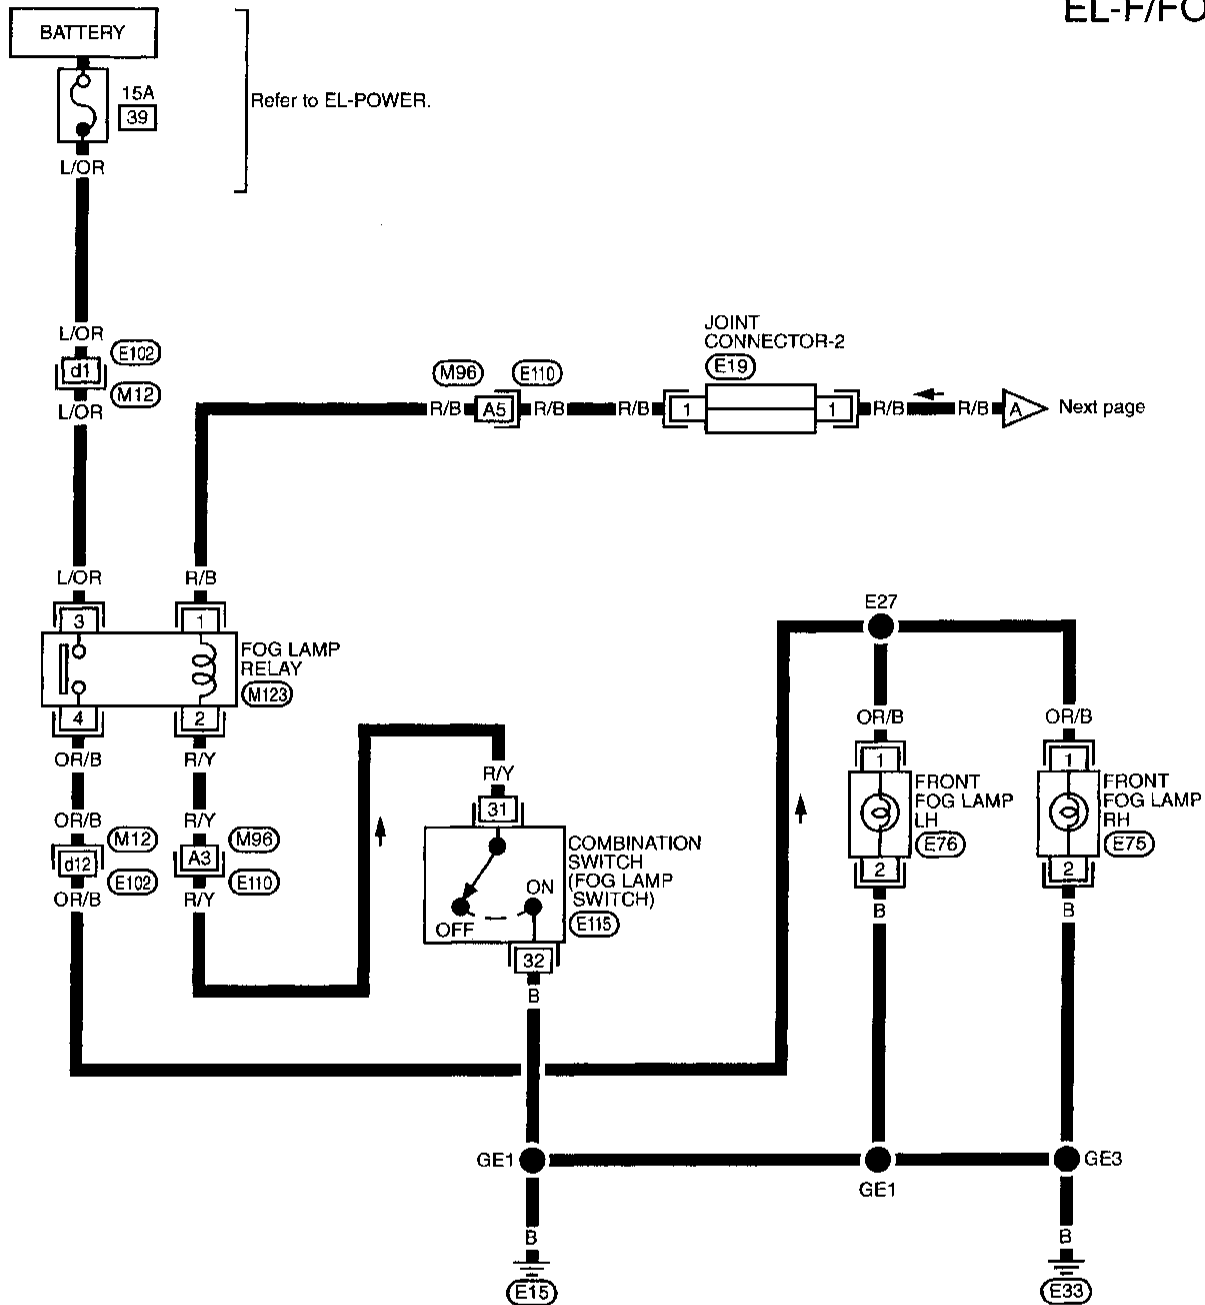 EL-F/FO
BATTERY
15A
39
Refer to EL-POWER.
L/OR
L/OR
E102
d1
M12
L/OR
JOINT
CONNECTOR-2
E19
M96
E110
R/B
A5
R/B
R/B
1
1
R/B
R/B
A
Next page
L/OR
R/B
3
1
FOG LAMP
RELAY
M123
4
2
OR/B
R/Y
OR/B
R/Y
M12
M96
d12
A3
E102
E110
OR/B
R/Y
R/Y
31
COMBINATION
SWITCH
(FOG LAMP
SWITCH)
E115
ON
OFF
32
B
E27
OR/B
OR/B
1
1
FRONT
FOG LAMP
LH
E76
FRONT
FOG LAMP
RH
E75
2
2
B
B
GE1
GE1
GE3
B
B
E15
E33